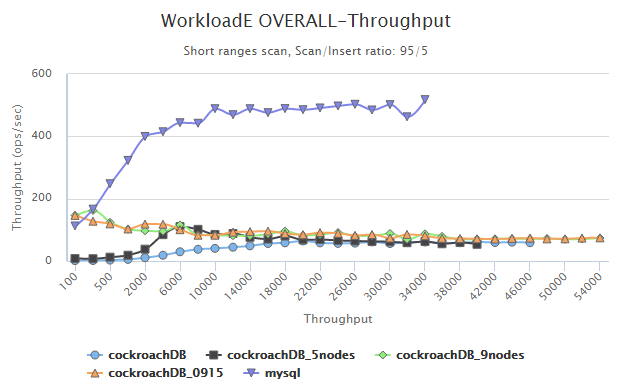 WorkloadE OVERALL-Throughput
Short ranges scan, Scan/Insert ratio: 95/5
Throughput (ops/sec)
600
400
200
0
100 500 2000 6000 10000 14000 18000 22000 26000 30000 34000 38000 42000 46000 50000 54000
Throughput
cockroachDB cockroachDB_5nodes cockroachDB_9nodes
cockroachDB_0915 mysql